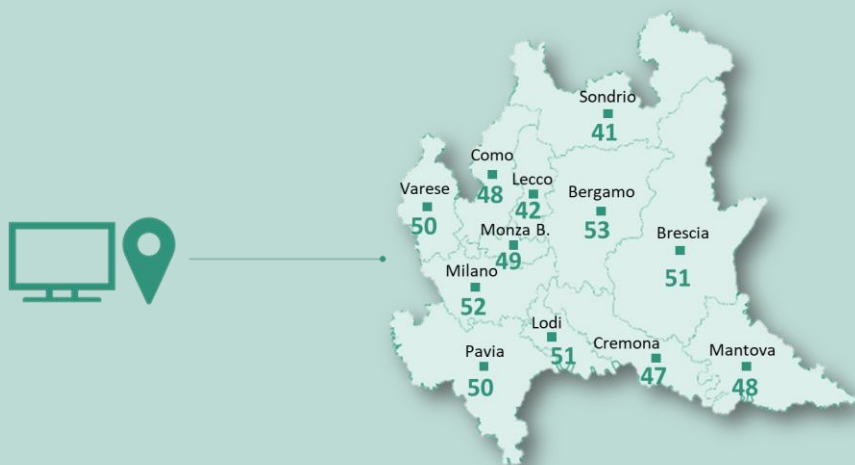 Sondrio
41
Como
48
Lecco
42
Varese
50
Bergamo
53
Monza B.
49
Brescia
51
Milano
52
Lodi
51
Cremona
47
Mantova
48
Pavia
50